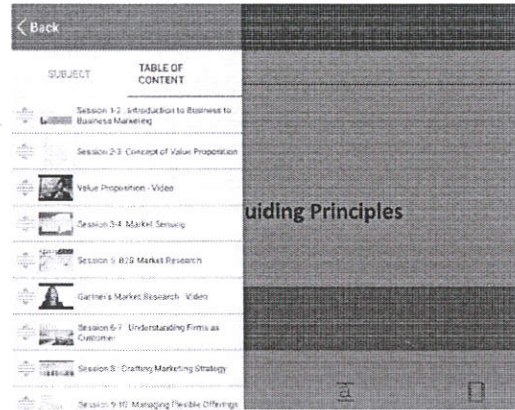 Back
SUBJECT
TABLE OF
CONTENT
Session 1-2 Introduction to Business to
Business Marketing
Session 2-3 Concept of Value Proposition
Value Proposition - Video
Session 3-4 Market Sensing
Session 5 B2B Market Research
Gartner's Market Research Video
Session 6-7 Understanding Firms as
Customer
Session 8 Crafting Marketing Strategy
Session 9-10 Managing Flexible Offerings
uiding Principles
a